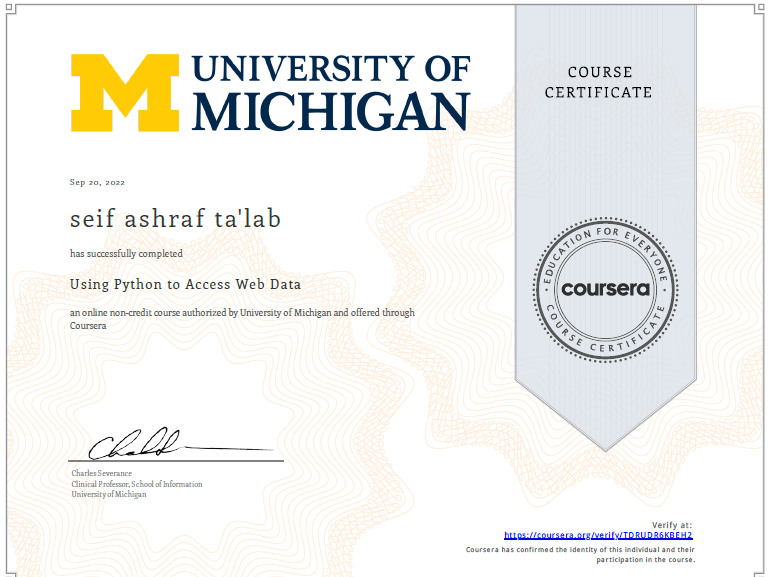 UNIVERSITY OF
MICHIGAN
COURSE
CERTIFICATE
Sep 20, 2022
seif ashraf ta'lab
has successfully completed
Using Python to Access Web Data
an online non-credit course authorized by University of Michigan and offered through
Coursera
EDUCATION FOR EVERYONE
coursera
COURSE CERTIFICATE
Charles Severance
Clinical Professor, School of Information
University of Michigan
Verify at:
https://coursera.org/verify/TDRUDR6KBEH2
Coursera has confirmed the identity of this individual and their
participation in the course.